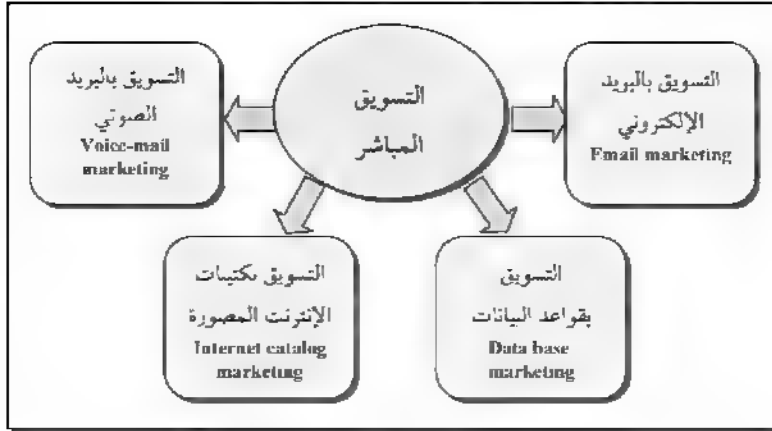 التسويق
المباشر
التسويق بالبريد
الإلكتروني
Email marketing
التسويق بالبريد
الصوتي
Voice-mail
marketing
التسويق
بقواعد البيانات
Data base
marketing
التسويق بكتيبات
الإنترنت المصورة
Internet catalog
marketing